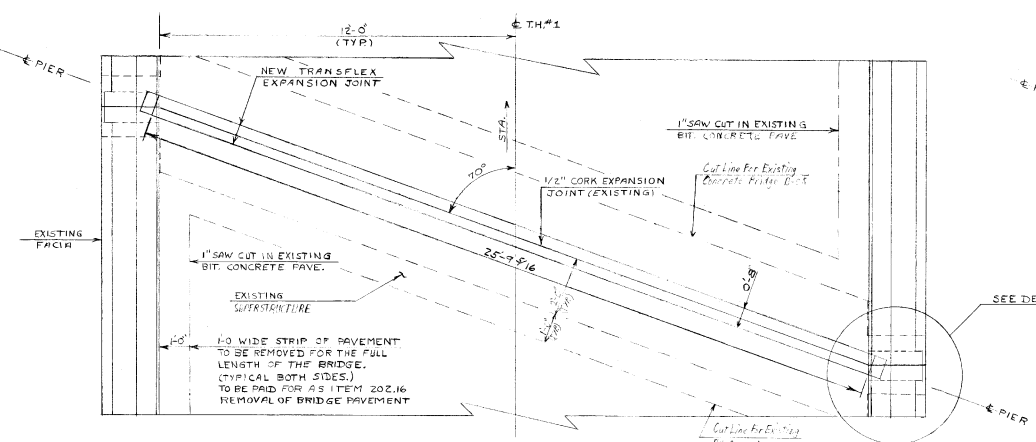 ℄ T.H.#1
12'-0"
(TYP.)
℄ PIER
NEW TRANSFLEX
EXPANSION JOINT
STA.
1" SAW CUT IN EXISTING
BIT. CONCRETE PAVE.
Cut Line For Existing
Concrete Bridge Deck
70°
1/2" CORK EXPANSION
JOINT (EXISTING)
EXISTING
FACIA
1" SAW CUT IN EXISTING
BIT. CONCRETE PAVE.
25'-9 5/16
0'-8"
EXISTING
SUPERSTRUCTURE
SEE DE
1'-0"
1'-0 WIDE STRIP OF PAVEMENT
TO BE REMOVED FOR THE FULL
LENGTH OF THE BRIDGE.
(TYPICAL BOTH SIDES.)
TO BE PAID FOR AS ITEM 202.16
REMOVAL OF BRIDGE PAVEMENT
℄ PIER
Cut Line For Existing